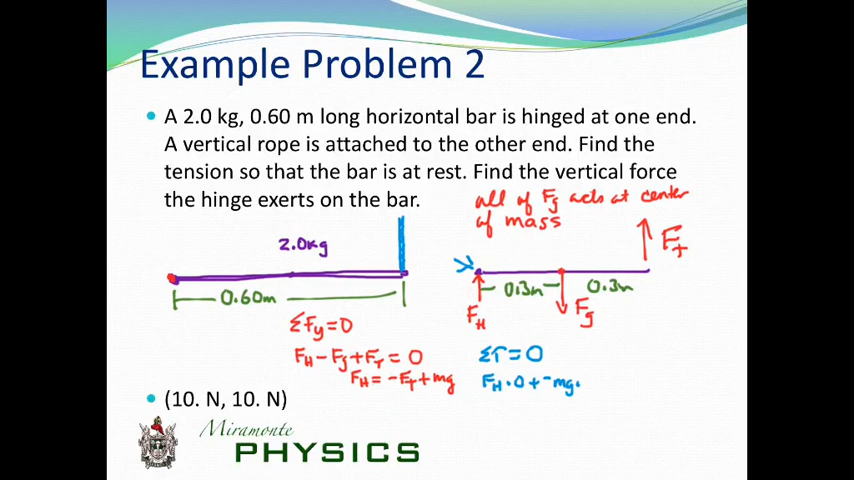 Example Problem 2
• A 2.0 kg, 0.60 m long horizontal bar is hinged at one end.
A vertical rope is attached to the other end. Find the
tension so that the bar is at rest. Find the vertical force
the hinge exerts on the bar.
all of Fg acts at center
of mass
2.0kg
0.60m
FT
0.3m
0.3m
FH
Fg
ΣFy=0
FH-Fg+FT=0
FH=-FT+mg
Στ=0
FH·0+-mg·
• (10. N, 10. N)
Miramonte
PHYSICS